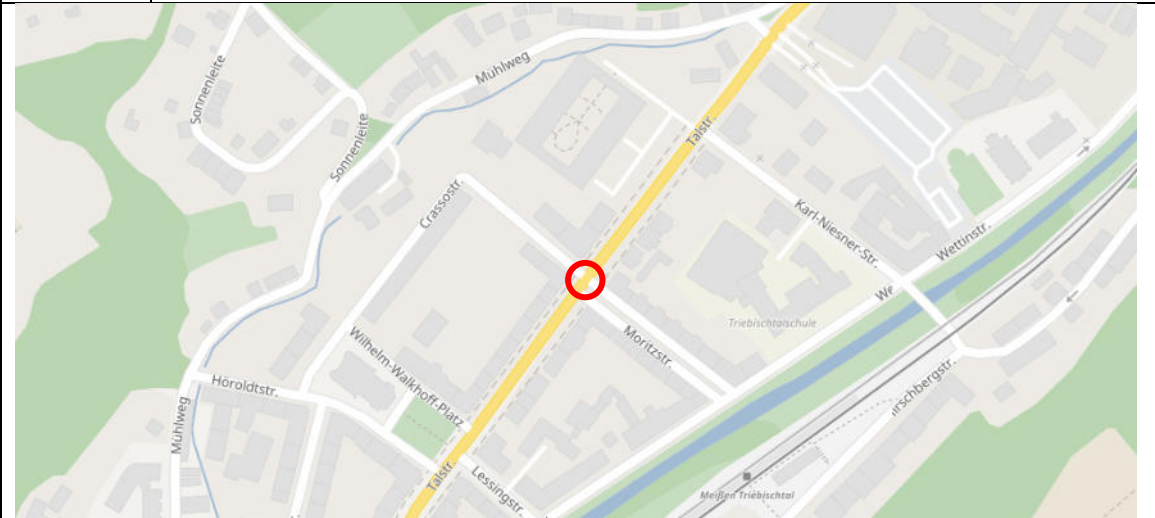 Mühlweg
Sonnenleite
Talstr.
Sonnenleite
Crassostr.
Karl-Niesner-Str.
Wettinstr.
We
Triebischtalschule
Moritzstr.
Wilhelm-Walkhoff-Platz
Höroldtstr.
irschbergstr.
Mühlweg
Talstr.
Lessingstr.
Meißen Triebischtal